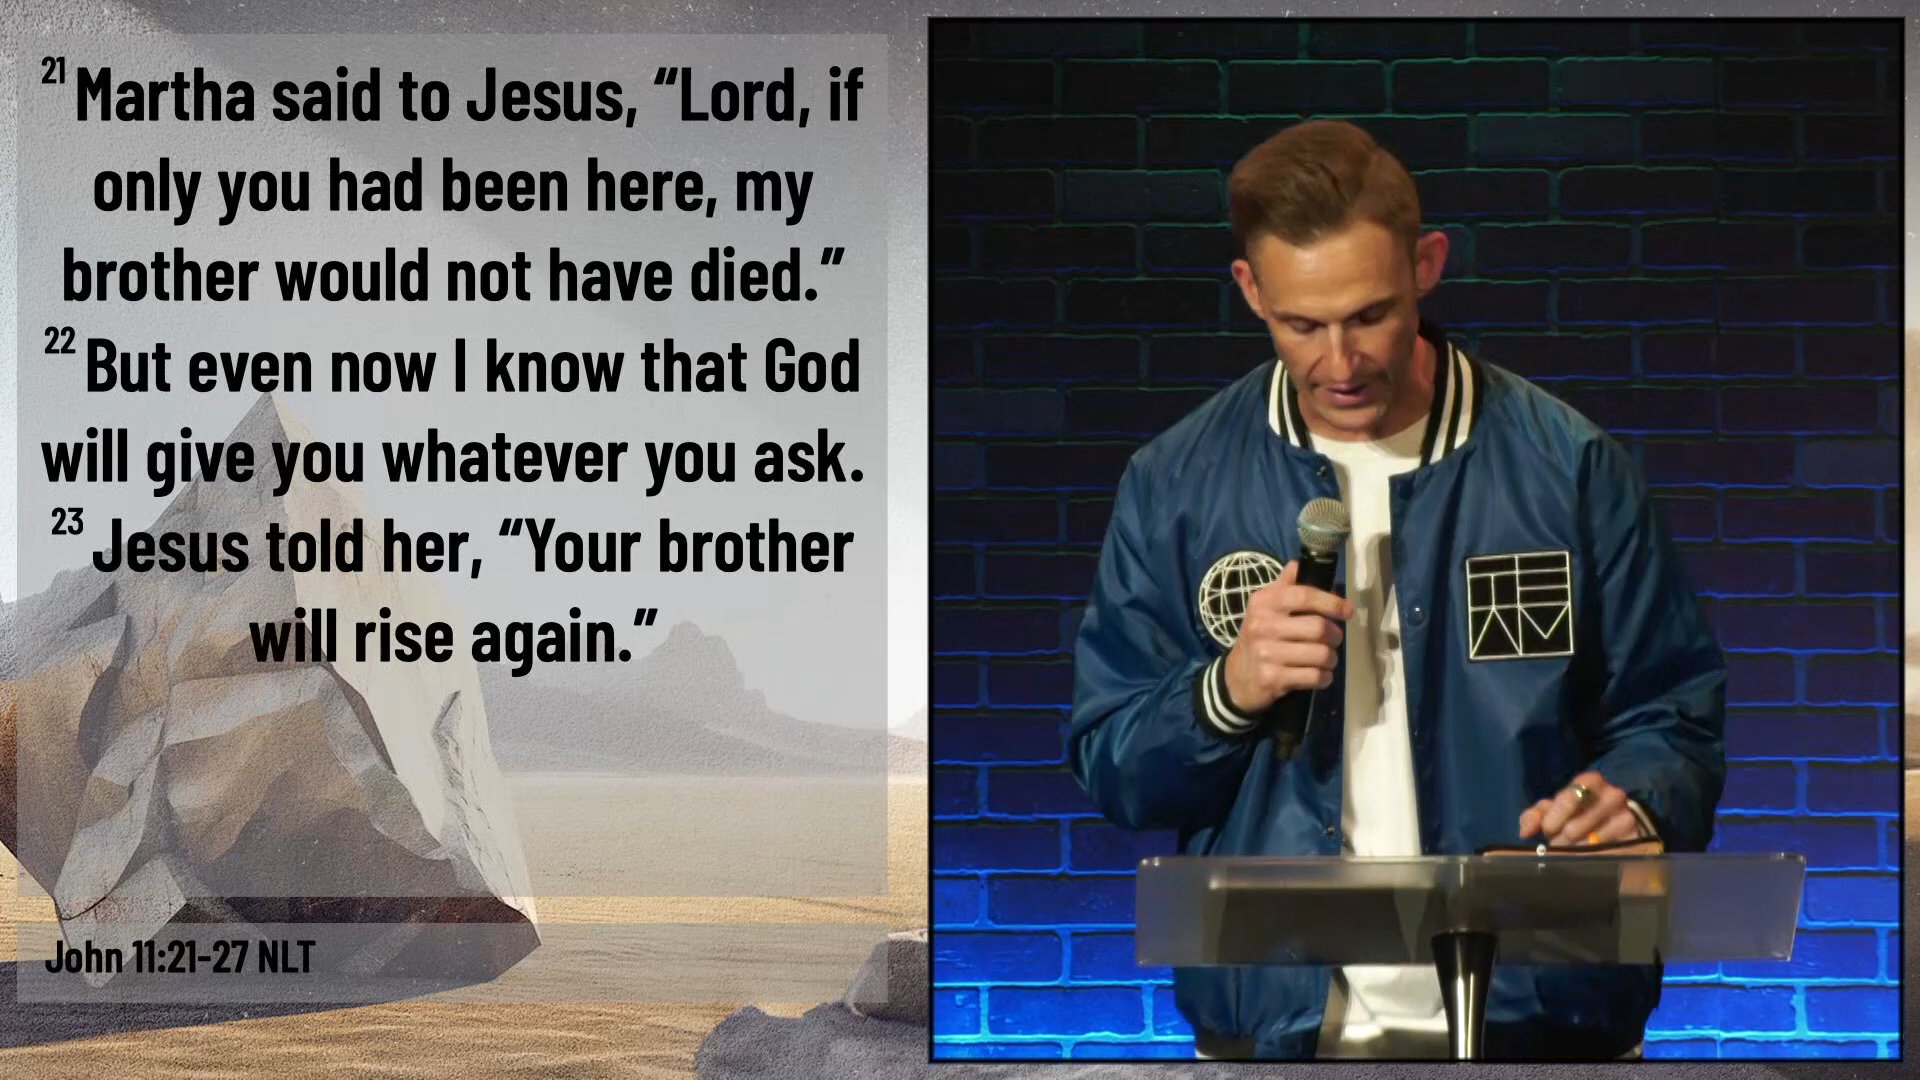 21 Martha said to Jesus, “Lord, if
only you had been here, my
brother would not have died.”
22 But even now I know that God
will give you whatever you ask.
23 Jesus told her, “Your brother
will rise again.”
John 11:21-27 NLT